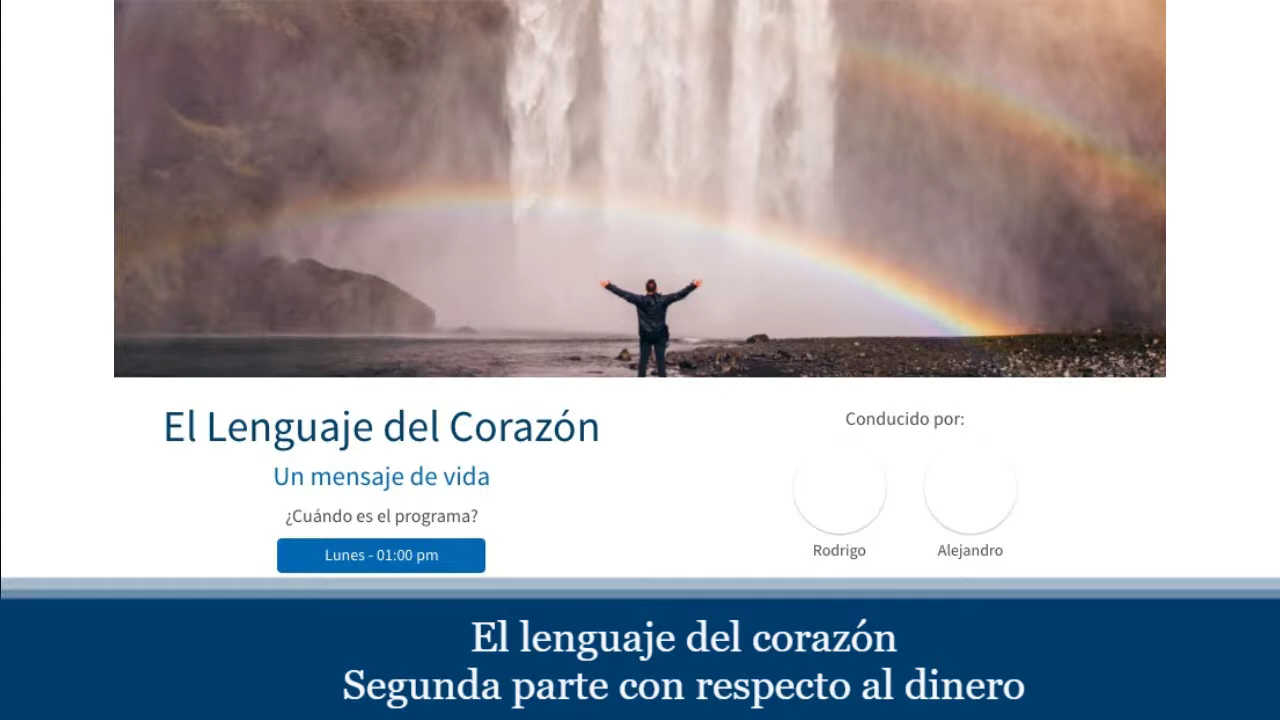 El Lenguaje del Corazón
Un mensaje de vida
¿Cuándo es el programa?
Lunes - 01:00 pm
Conducido por:
Rodrigo
Alejandro
El lenguaje del corazón
Segunda parte con respecto al dinero